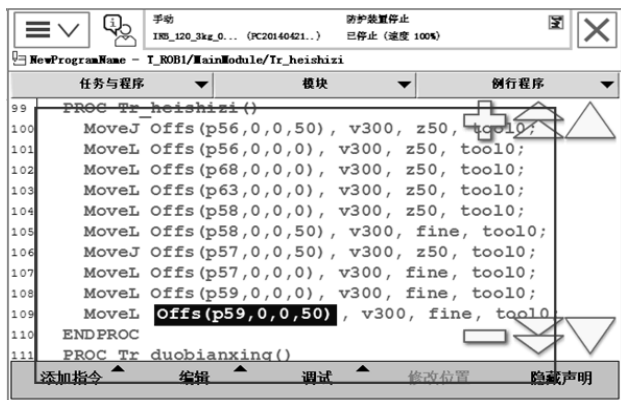 手动
防护装置停止
IRB_120_3kg_0... (PC20140421..)
已停止 (速度 100%)
NewProgramName - T_ROB1/MainModule/Tr_heishizi
任务与程序
模块
例行程序
99 PROC Tr_heishizi()
100 MoveJ Offs(p56,0,0,50), v300, z50, tool0;
101 MoveL Offs(p56,0,0,0), v300, z50, tool0;
102 MoveL Offs(p68,0,0,0), v300, z50, tool0;
103 MoveL Offs(p63,0,0,0), v300, z50, tool0;
104 MoveL Offs(p58,0,0,0), v300, z50, tool0;
105 MoveL Offs(p58,0,0,50), v300, fine, tool0;
106 MoveJ Offs(p57,0,0,50), v300, z50, tool0;
107 MoveL Offs(p57,0,0,0), v300, fine, tool0;
108 MoveL Offs(p59,0,0,0), v300, fine, tool0;
109 MoveL Offs(p59,0,0,50), v300, fine, tool0
110 ENDPROC
111 PROC Tr_duobianxing()
添加指令
编辑
调试
修改位置
隐藏声明